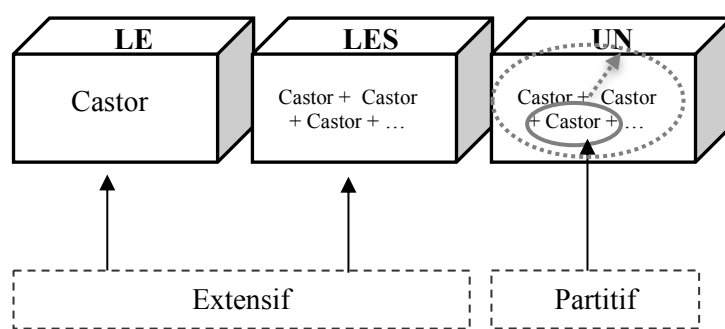 LE
LES
UN
Castor
Castor + Castor
+ Castor + …
Castor + Castor
+ Castor + …
Extensif
Partitif